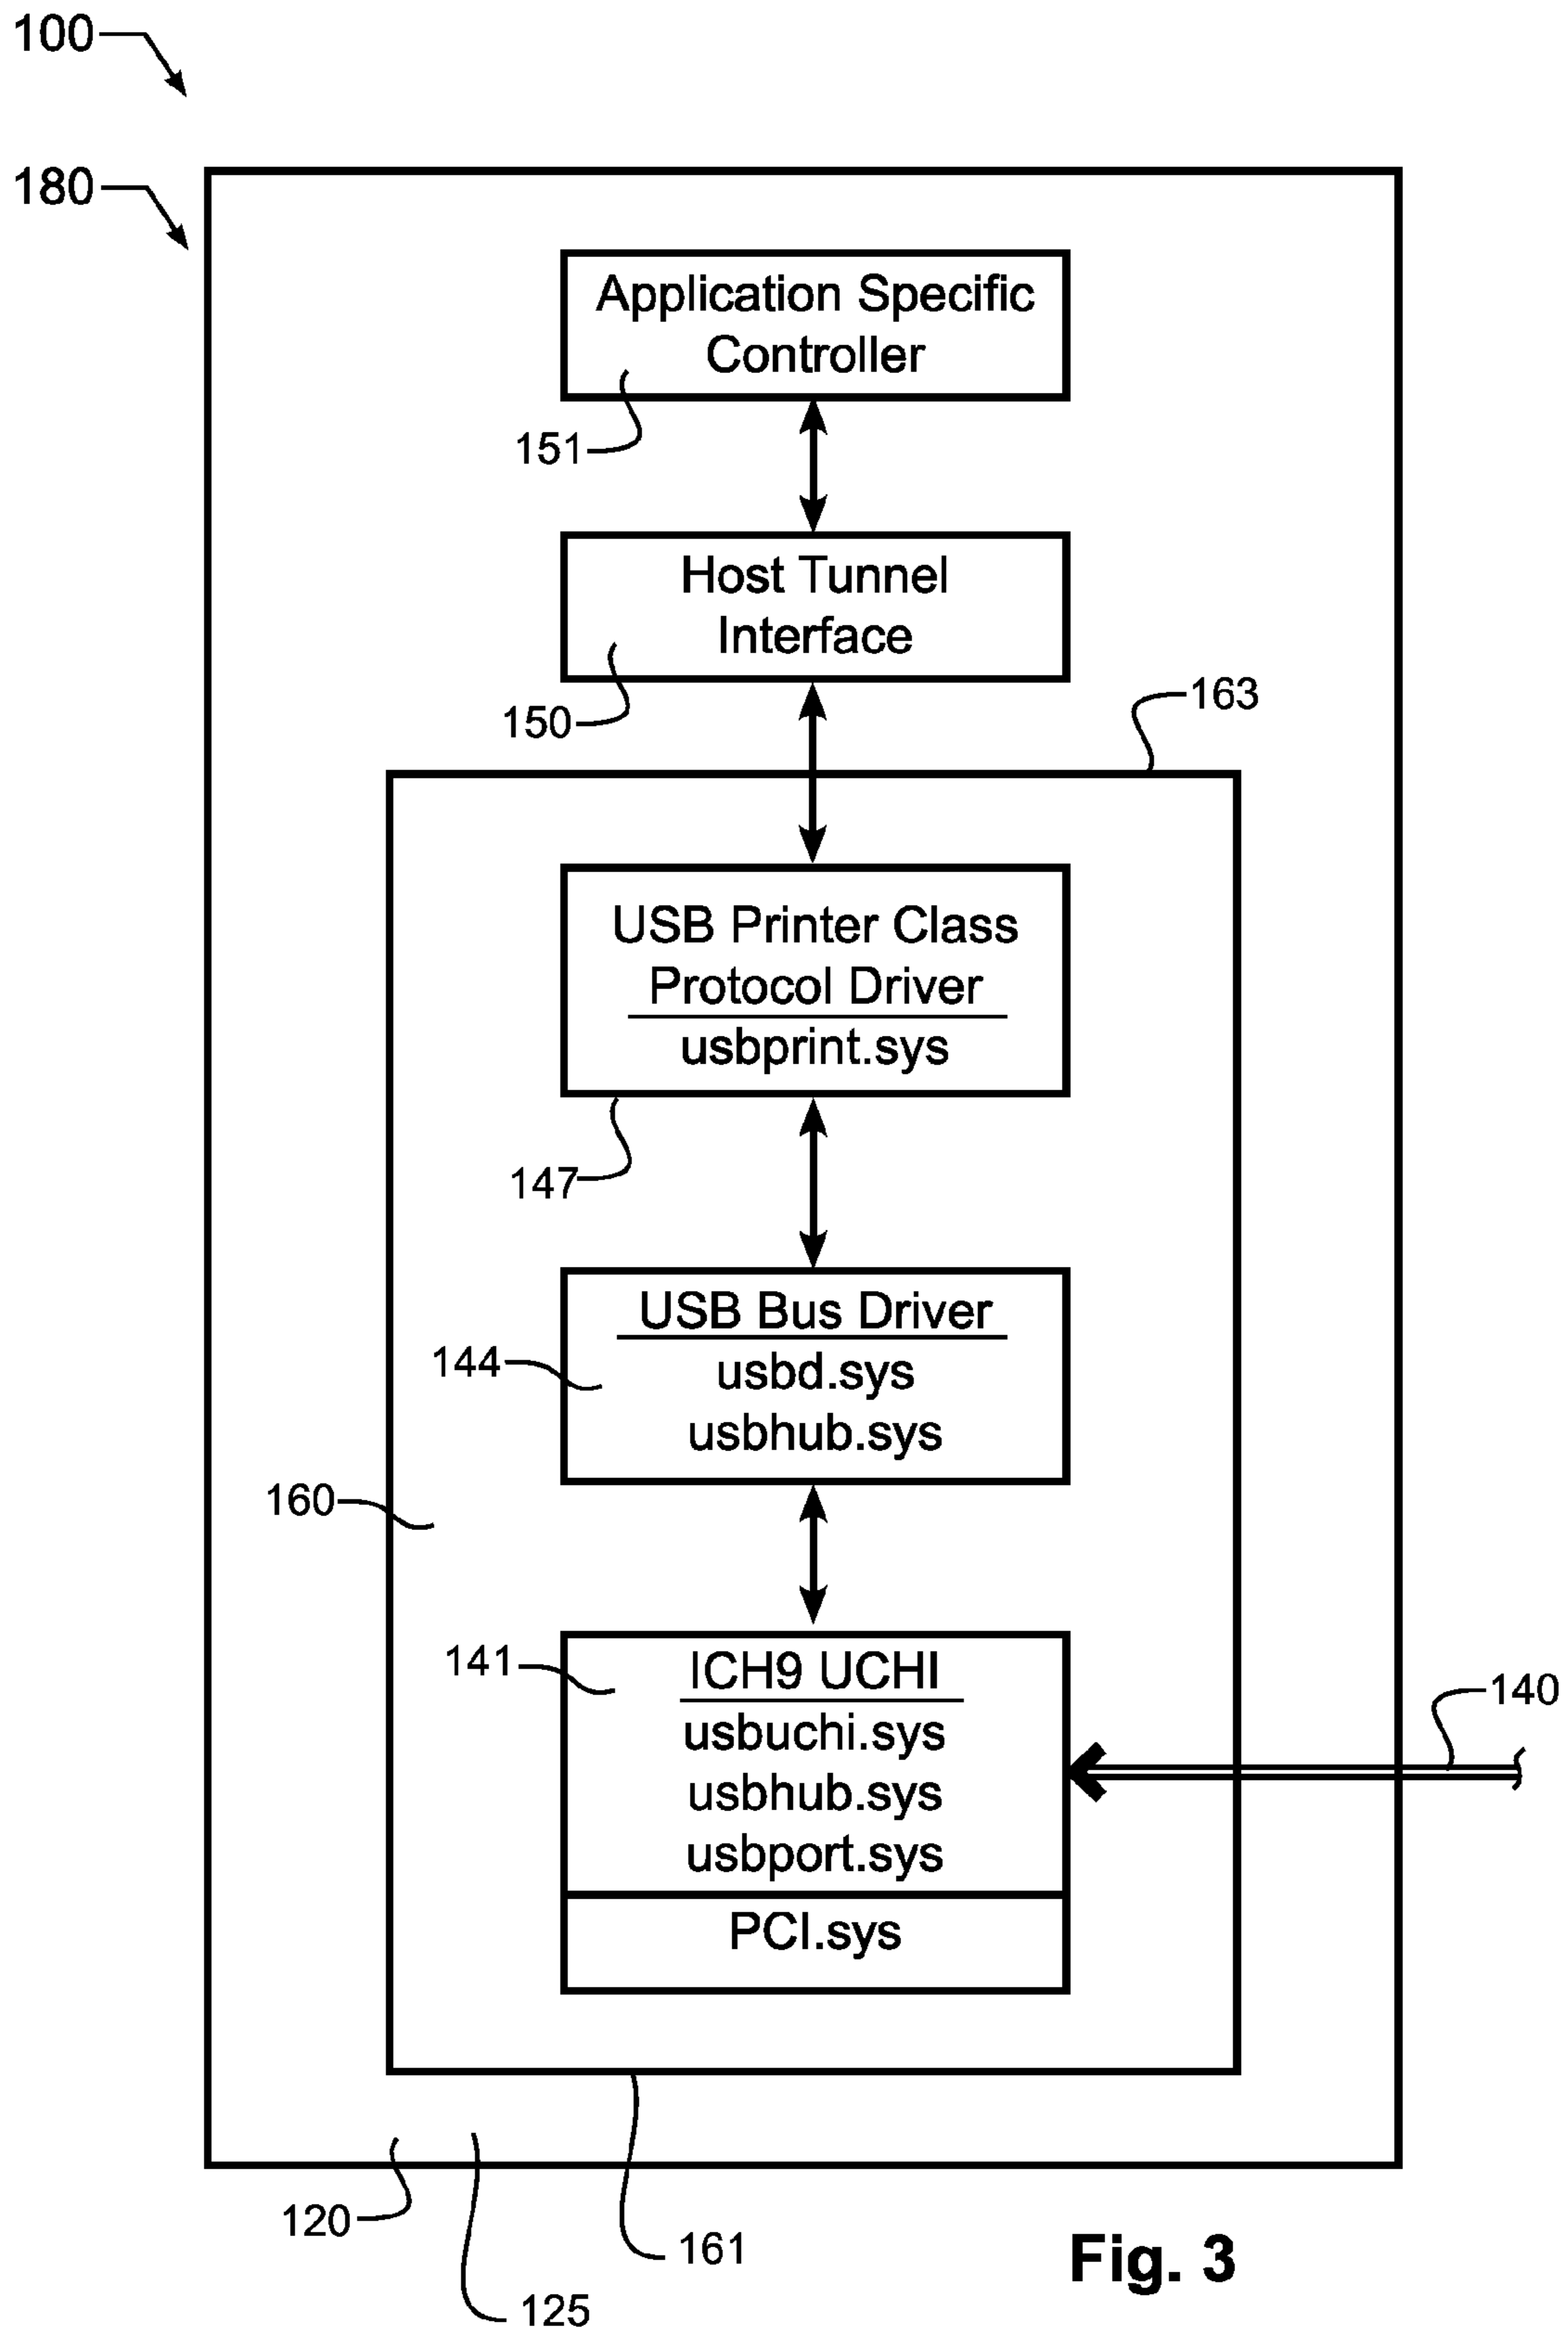 100
180
Application Specific
Controller
151
Host Tunnel
Interface
150
163
USB Printer Class
Protocol Driver
usbprint.sys
147
USB Bus Driver
144
usbd.sys
usbhub.sys
160
141
ICH9 UCHI
usbuchi.sys
140
usbhub.sys
usbport.sys
PCI.sys
120
161
125
Fig. 3